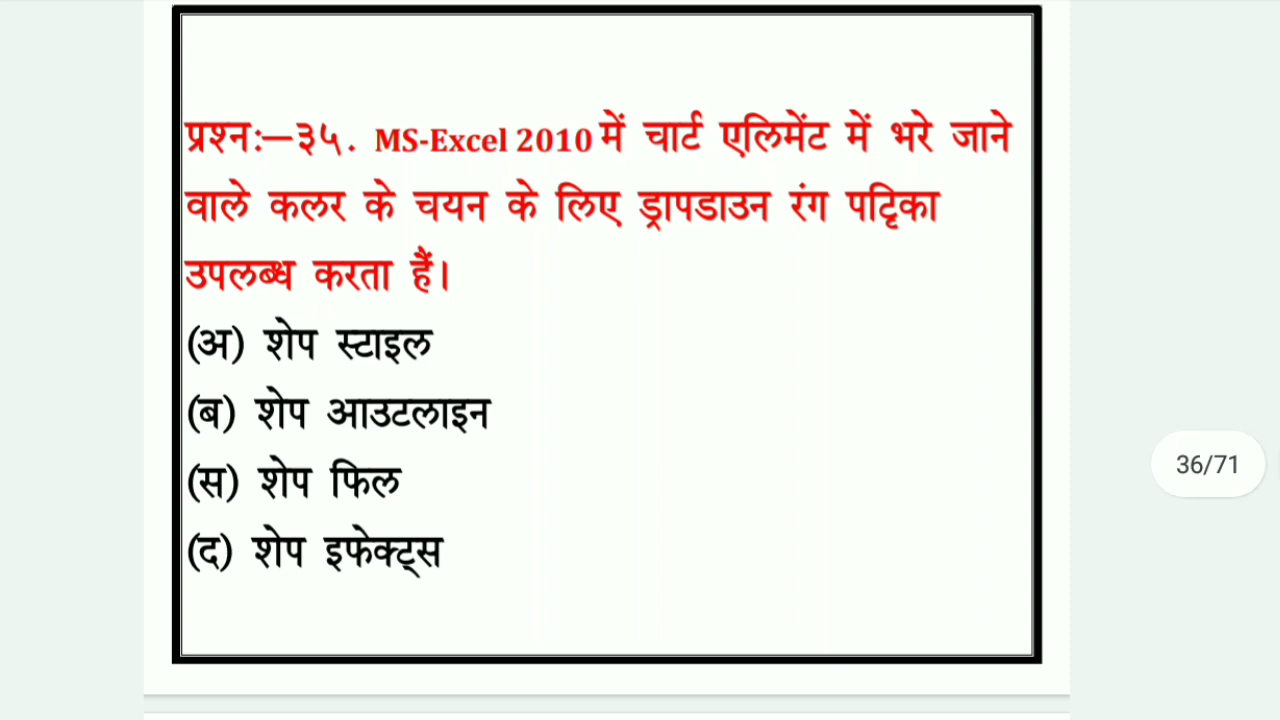 प्रश्न:–३५. MS-Excel 2010 में चार्ट एलिमेंट में भरे जाने
वाले कलर के चयन के लिए ड्रापडाउन रंग पट्टिका
उपलब्ध करता हैं।
(अ) शेप स्टाइल
(ब) शेप आउटलाइन
(स) शेप फिल
(द) शेप इफेक्ट्स
36/71